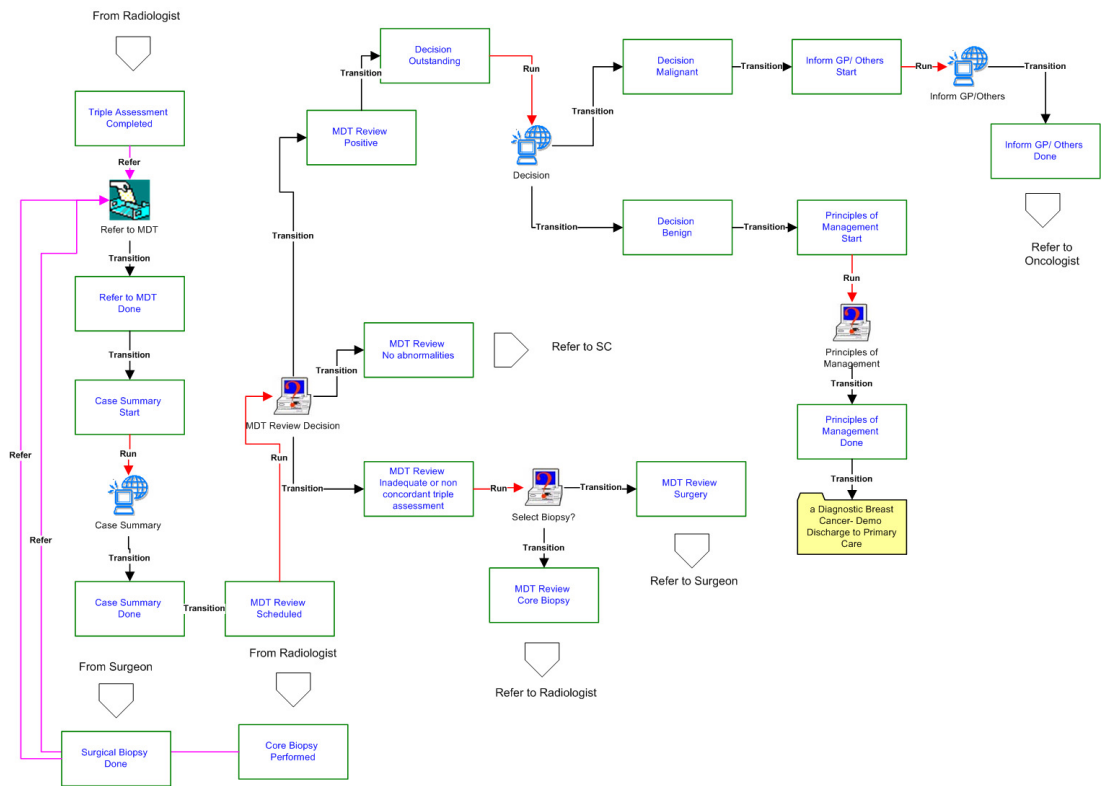 From Radiologist
Triple Assessment
Completed
Refer
Refer to MDT
Transition
Refer to MDT
Done
Transition
Case Summary
Start
Run
Case Summary
Transition
Case Summary
Done
Transition
MDT Review
Scheduled
Run
Refer
Refer
From Surgeon
Surgical Biopsy
Done
From Radiologist
Core Biopsy
Performed
MDT Review Decision
Transition
MDT Review
Positive
Transition
Decision
Outstanding
Run
Decision
Transition
Decision
Malignant
Transition
Inform GP/ Others
Start
Run
Inform GP/Others
Transition
Inform GP/ Others
Done
Refer to
Oncologist
Transition
Decision
Benign
Transition
Principles of
Management
Start
Run
Principles of
Management
Transition
Principles of
Management
Done
Transition
a Diagnostic Breast
Cancer- Demo
Discharge to Primary
Care
Transition
MDT Review
No abnormalities
Refer to SC
Transition
MDT Review
Inadequate or non
concordant triple
assessment
Run
Select Biopsy?
Transition
MDT Review
Surgery
Refer to Surgeon
Transition
MDT Review
Core Biopsy
Refer to Radiologist